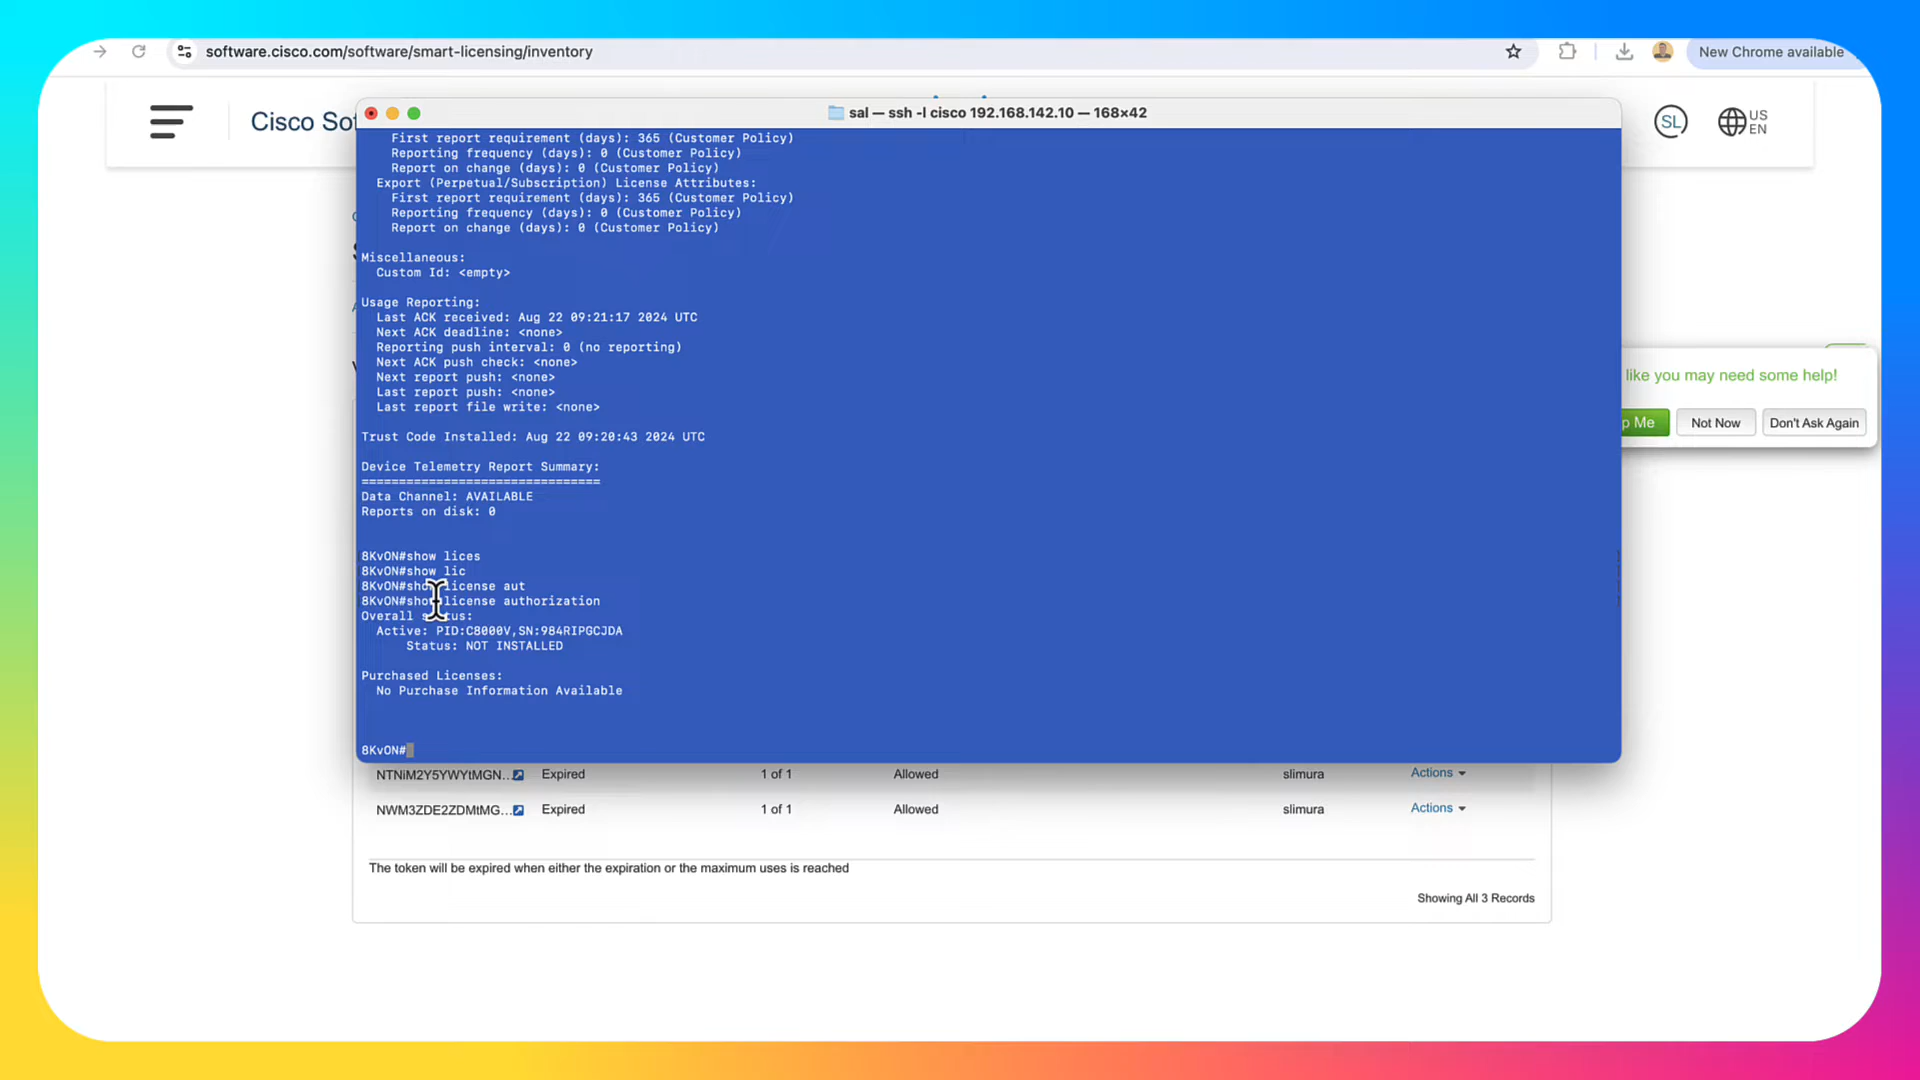 software.cisco.com/software/smart-licensing/inventory
New Chrome available
Cisco Sof
SL
US
EN
sal — ssh -l cisco 192.168.142.10 — 168×42
First report requirement (days): 365 (Customer Policy)
Reporting frequency (days): 0 (Customer Policy)
Report on change (days): 0 (Customer Policy)
Export (Perpetual/Subscription) License Attributes:
First report requirement (days): 365 (Customer Policy)
Reporting frequency (days): 0 (Customer Policy)
Report on change (days): 0 (Customer Policy)
Miscellaneous:
Custom Id: <empty>
Usage Reporting:
Last ACK received: Aug 22 09:21:17 2024 UTC
Next ACK deadline: <none>
Reporting push interval: 0 (no reporting)
Next ACK push check: <none>
Next report push: <none>
Last report push: <none>
Last report file write: <none>
Trust Code Installed: Aug 22 09:20:43 2024 UTC
Device Telemetry Report Summary:
================================
Data Channel: AVAILABLE
Reports on disk: 0
8KvON#show lices
8KvON#show lic
8KvON#show license aut
8KvON#show license authorization
Overall status:
Active: PID:C8000V,SN:984RIPGCJDA
Status: NOT INSTALLED
Purchased Licenses:
No Purchase Information Available
8KvON#
like you may need some help!
p Me
Not Now
Don't Ask Again
NTNiM2Y5YWYtMGN... Expired 1 of 1 Allowed slimura Actions
NWM3ZDE2ZDMtMG... Expired 1 of 1 Allowed slimura Actions
The token will be expired when either the expiration or the maximum uses is reached
Showing All 3 Records